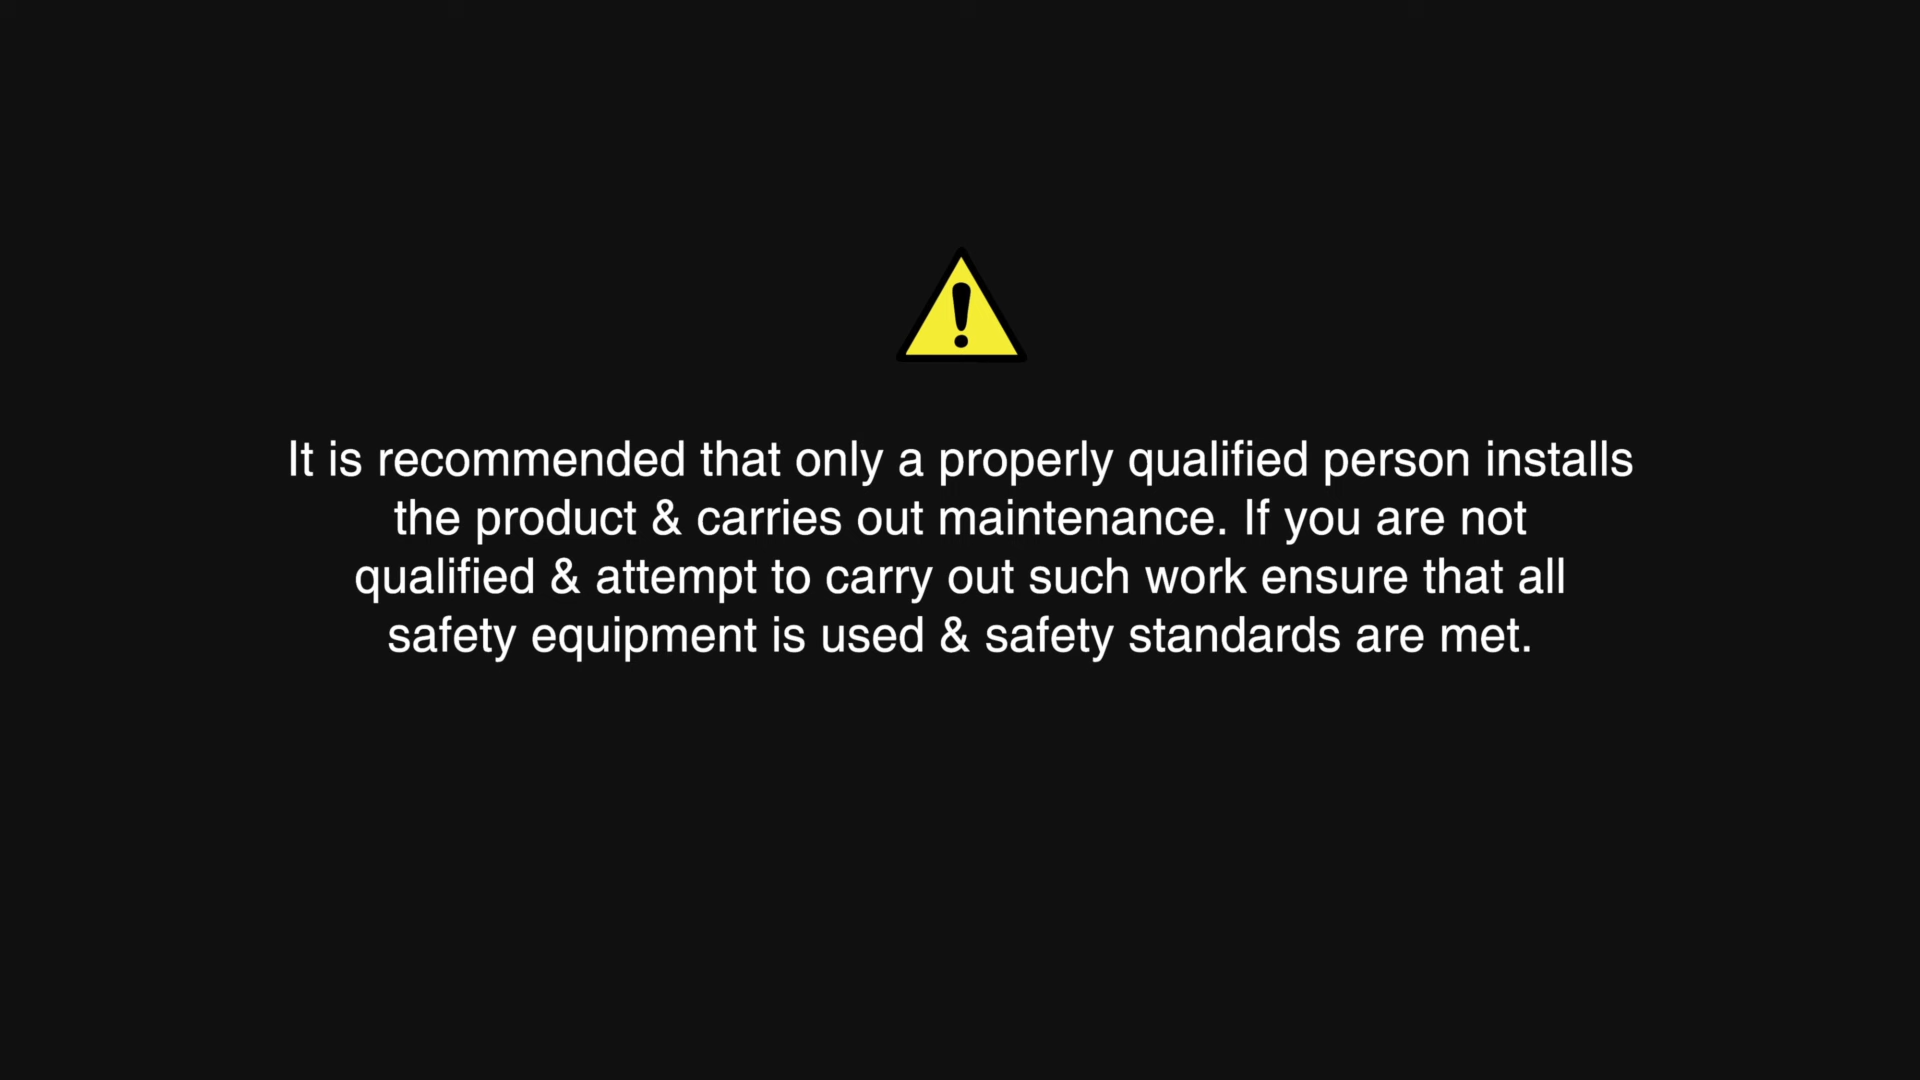 It is recommended that only a properly qualified person installs
the product & carries out maintenance. If you are not
qualified & attempt to carry out such work ensure that all
safety equipment is used & safety standards are met.